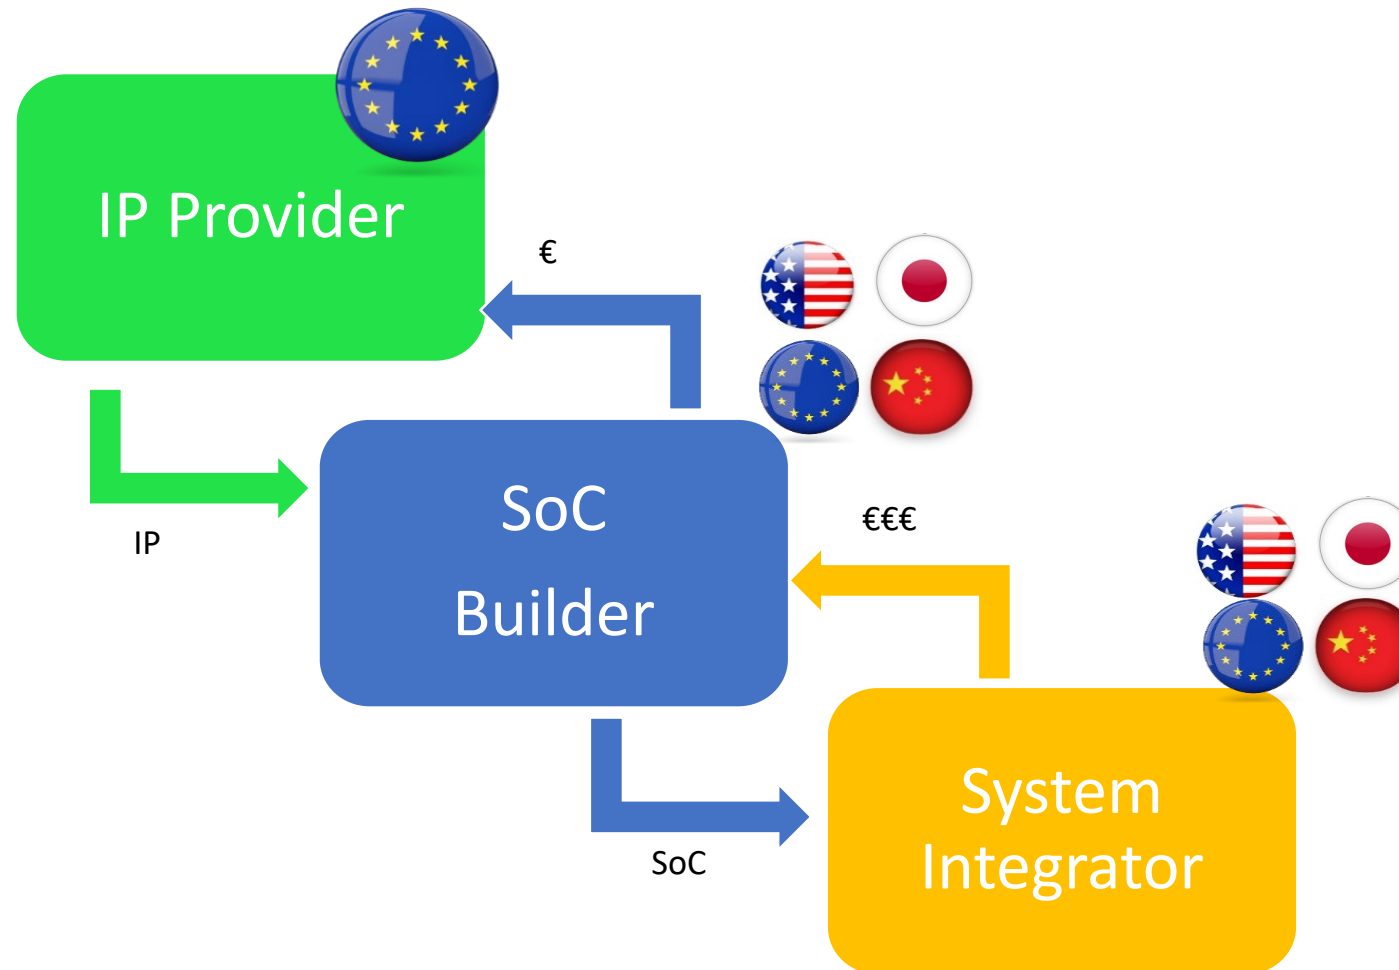 IP Provider
€
IP
SoC
Builder
€€€
SoC
System
Integrator